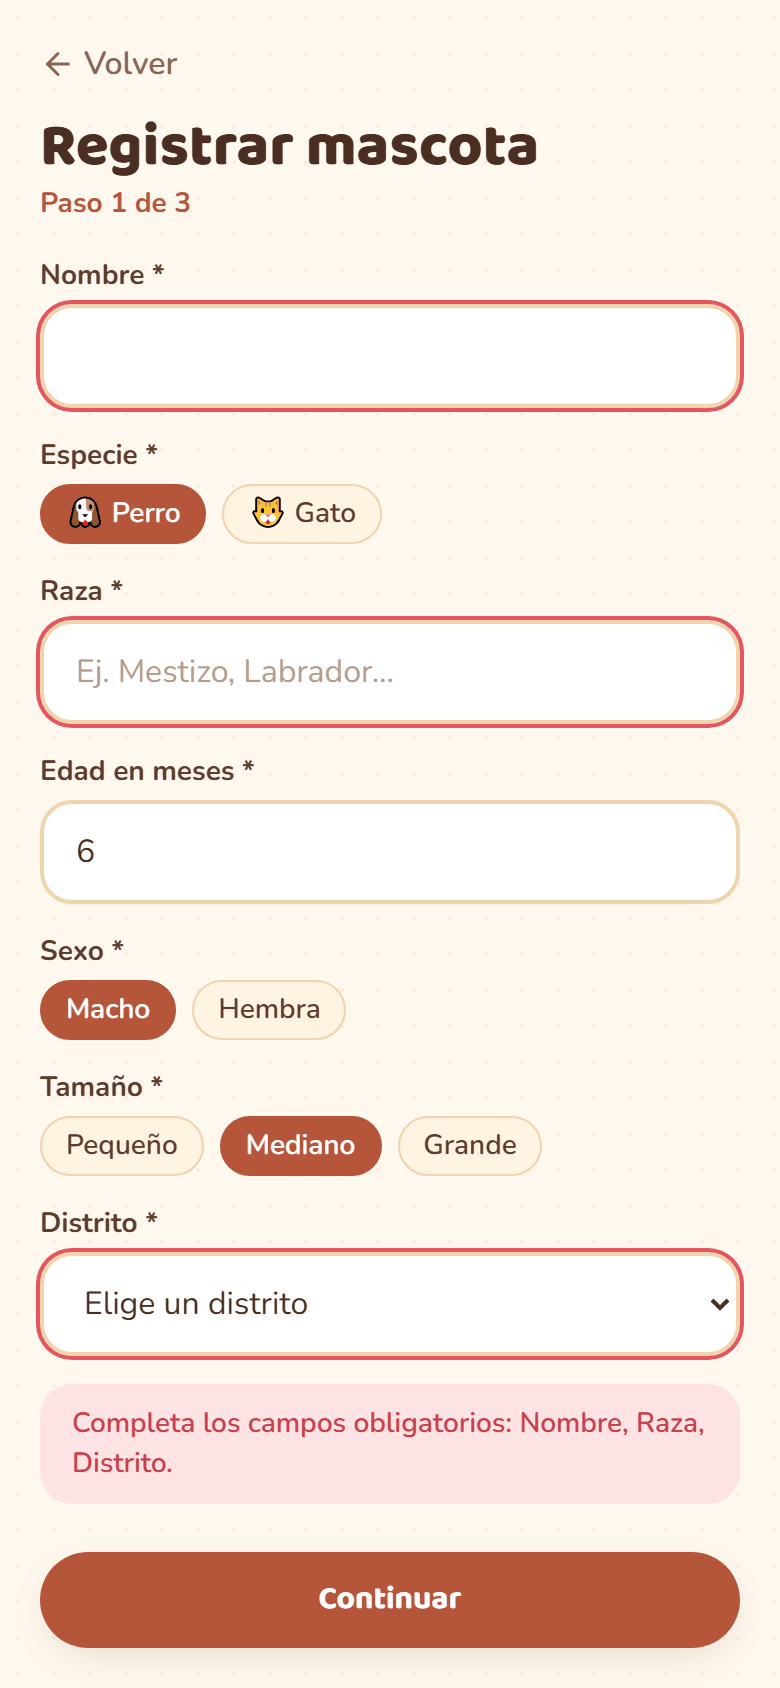 ← Volver
Registrar mascota
Paso 1 de 3
Nombre *
Especie *
Perro Gato
Raza *
Ej. Mestizo, Labrador...
Edad en meses *
6
Sexo *
Macho Hembra
Tamaño *
Pequeño Mediano Grande
Distrito *
Elige un distrito
Completa los campos obligatorios: Nombre, Raza,
Distrito.
Continuar